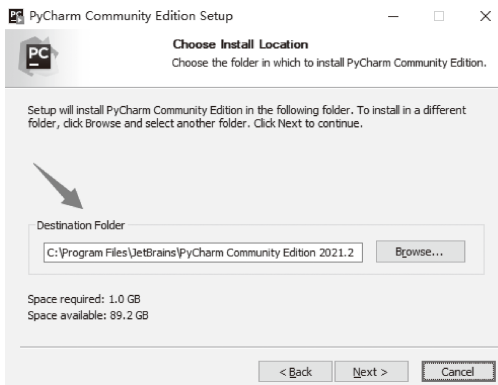 PyCharm Community Edition Setup
PC
Choose Install Location
Choose the folder in which to install PyCharm Community Edition.
Setup will install PyCharm Community Edition in the following folder. To install in a different
folder, click Browse and select another folder. Click Next to continue.
Destination Folder
C:\Program Files\JetBrains\PyCharm Community Edition 2021.2
Browse...
Space required: 1.0 GB
Space available: 89.2 GB
< Back
Next >
Cancel